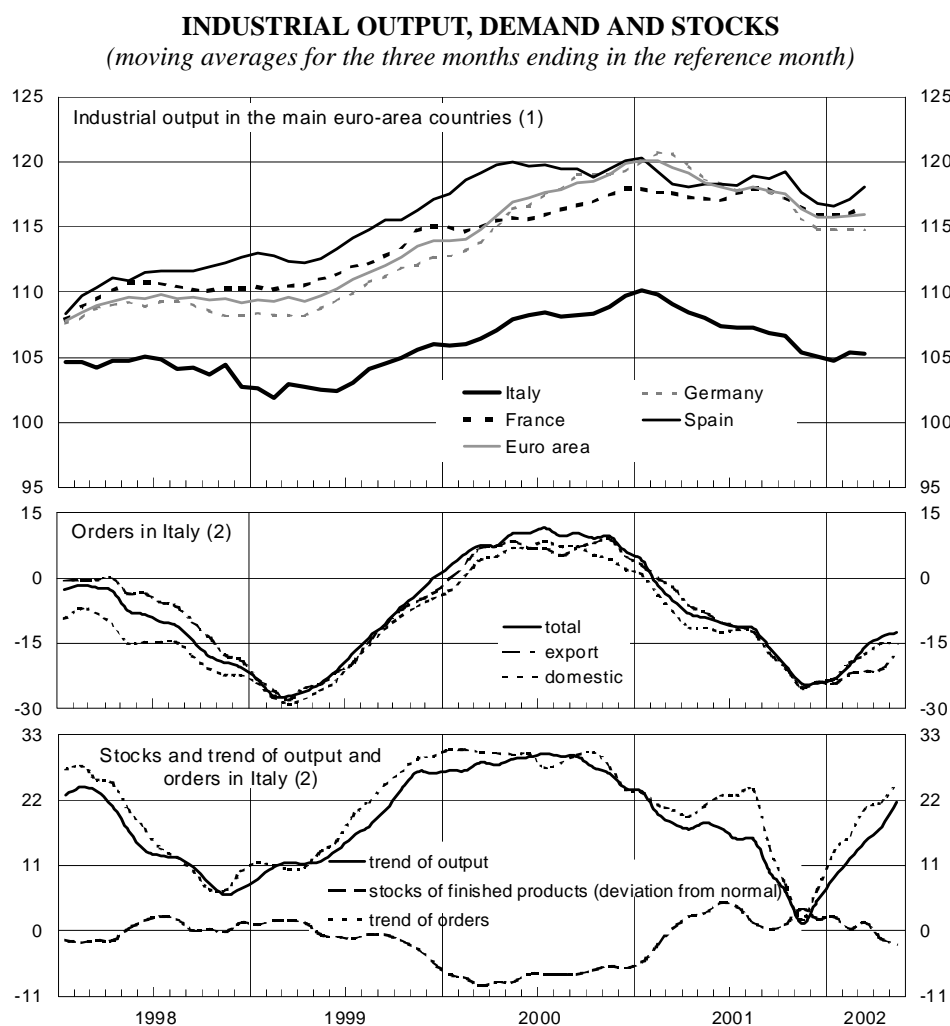 INDUSTRIAL OUTPUT, DEMAND AND STOCKS
(moving averages for the three months ending in the reference month)
125 125
Industrial output in the main euro-area countries (1)
120 120
115 115
110 110
105 105
Italy Germany
France Spain
100 100
Euro area
95 95
15 15
Orders in Italy (2)
0 0
total
-15 -15
export
domestic
-30 -30
33 33
Stocks and trend of output and
orders in Italy (2)
22 22
11 11
trend of output
stocks of finished products (deviation from normal)
trend of orders
0 0
-11 -11
1998 1999 2000 2001 2002